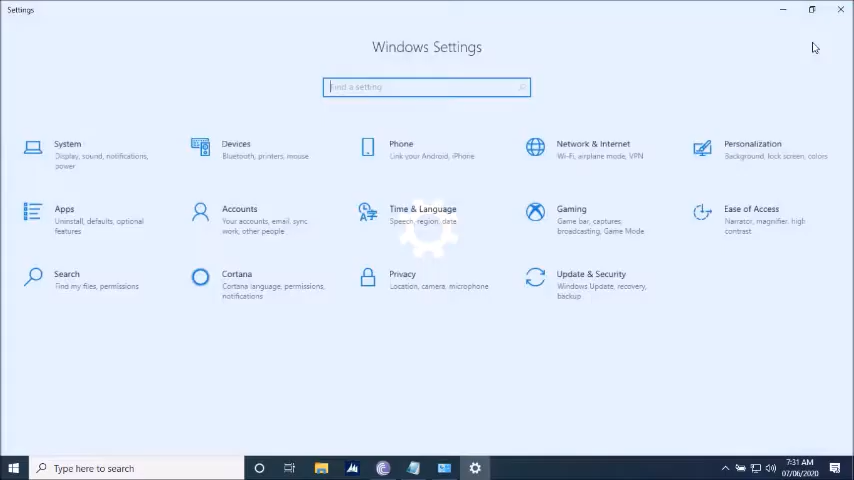 Settings
Windows Settings
Find a setting
System
Display, sound, notifications,
power
Devices
Bluetooth, printers, mouse
Phone
Link your Android, iPhone
Network & Internet
Wi-Fi, airplane mode, VPN
Personalization
Background, lock screen, colors
Apps
Uninstall, defaults, optional
features
Accounts
Your accounts, email, sync
work, other people
Time & Language
Speech, region, date
Gaming
Game bar, captures,
broadcasting, Game Mode
Ease of Access
Narrator, magnifier, high
contrast
Search
Find my files, permissions
Cortana
Cortana language, permissions,
notifications
Privacy
Location, camera, microphone
Update & Security
Windows Update, recovery,
backup
Type here to search
7:31 AM
07/06/2020